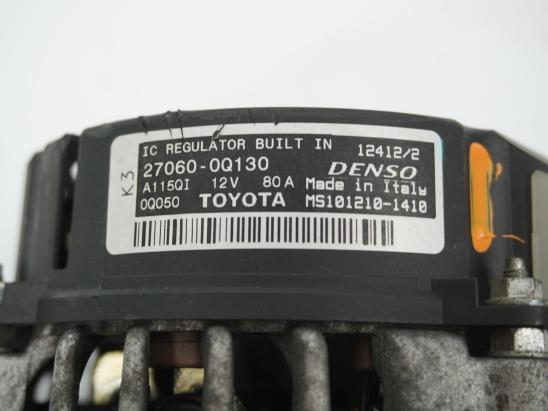 K3
IC REGULATOR BUILT IN 12412/2
27060-0Q130 DENSO
A115QI 12V 80A Made in Italy
0Q050 TOYOTA MS101210-1410